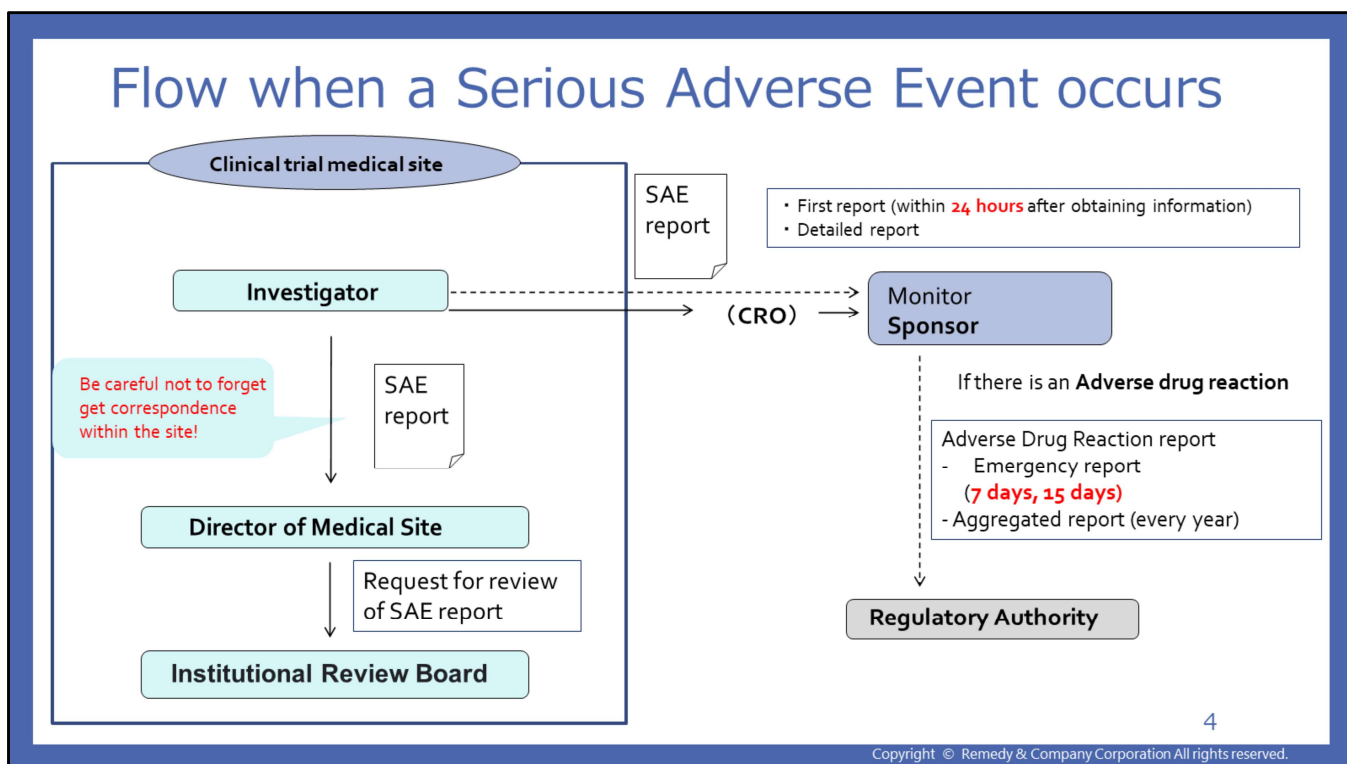 Flow when a Serious Adverse Event occurs
Clinical trial medical site
SAE
report
・First report (within 24 hours after obtaining information)
・Detailed report
Investigator
(CRO)
Monitor
Sponsor
Be careful not to forget
get correspondence
within the site!
SAE
report
If there is an Adverse drug reaction
Adverse Drug Reaction report
- Emergency report
(7 days, 15 days)
- Aggregated report (every year)
Director of Medical Site
Request for review
of SAE report
Regulatory Authority
Institutional Review Board
4
Copyright © Remedy & Company Corporation All rights reserved.